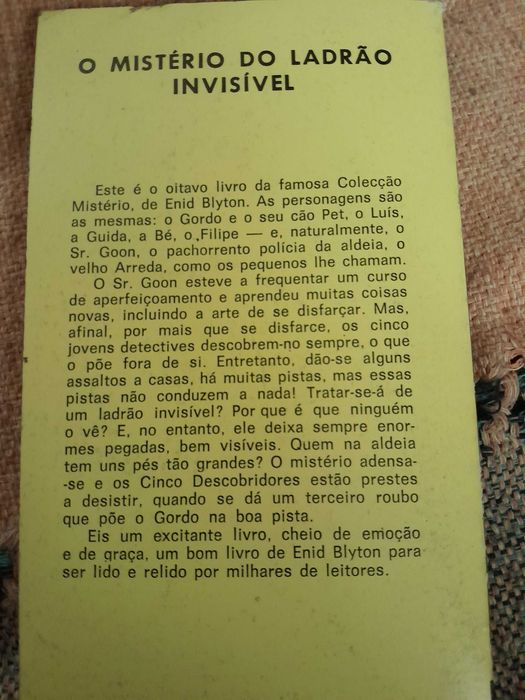 O MISTÉRIO DO LADRÃO
INVISÍVEL
Este é o oitavo livro da famosa Colecção
Mistério, de Enid Blyton. As personagens são
as mesmas: o Gordo e o seu cão Pet, o Luís,
a Guida, a Bé, o Filipe — e, naturalmente, o
Sr. Goon, o pachorrento polícia da aldeia, o
velho Arreda, como os pequenos lhe chamam.
O Sr. Goon esteve a frequentar um curso
de aperfeiçoamento e aprendeu muitas coisas
novas, incluindo a arte de se disfarçar. Mas,
afinal, por mais que se disfarce, os cinco
jovens detectives descobrem-no sempre, o que
o põe fora de si. Entretanto, dão-se alguns
assaltos a casas, há muitas pistas, mas essas
pistas não conduzem a nada! Tratar-se-á de
um ladrão invisível? Por que é que ninguém
o vê? E, no entanto, ele deixa sempre enor-
mes pegadas, bem visíveis. Quem na aldeia
tem uns pés tão grandes? O mistério adensa-
-se e os Cinco Descobridores estão prestes
a desistir, quando se dá um terceiro roubo
que põe o Gordo na boa pista.
Eis um excitante livro, cheio de emoção
e de graça, um bom livro de Enid Blyton para
ser lido e relido por milhares de leitores.